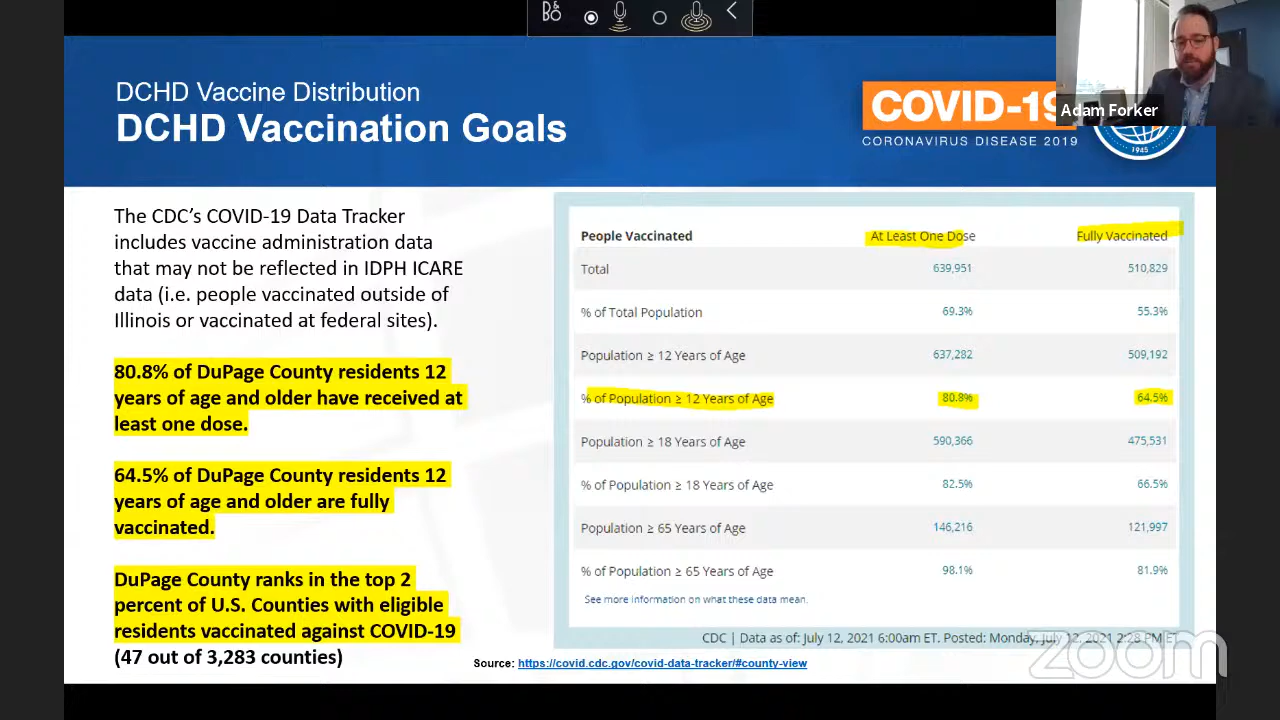 DCHD Vaccine Distribution
DCHD Vaccination Goals
COVID-19
CORONAVIRUS DISEASE 2019
1945
Adam Forker
The CDC's COVID-19 Data Tracker
includes vaccine administration data
that may not be reflected in IDPH ICARE
data (i.e. people vaccinated outside of
Illinois or vaccinated at federal sites).
80.8% of DuPage County residents 12
years of age and older have received at
least one dose.
64.5% of DuPage County residents 12
years of age and older are fully
vaccinated.
DuPage County ranks in the top 2
percent of U.S. Counties with eligible
residents vaccinated against COVID-19
(47 out of 3,283 counties)
People Vaccinated At Least One Dose Fully Vaccinated
Total 639,951 510,829
% of Total Population 69.3% 55.3%
Population ≥ 12 Years of Age 637,282 509,192
% of Population ≥ 12 Years of Age 80.8% 64.5%
Population ≥ 18 Years of Age 590,366 475,531
% of Population ≥ 18 Years of Age 82.5% 66.5%
Population ≥ 65 Years of Age 146,216 121,997
% of Population ≥ 65 Years of Age 98.1% 81.9%
See more information on what these data mean.
CDC | Data as of: July 12, 2021 6:00am ET. Posted: Monday, July 12, 2021 2:28 PM ET
Source: https://covid.cdc.gov/covid-data-tracker/#county-view
zoom